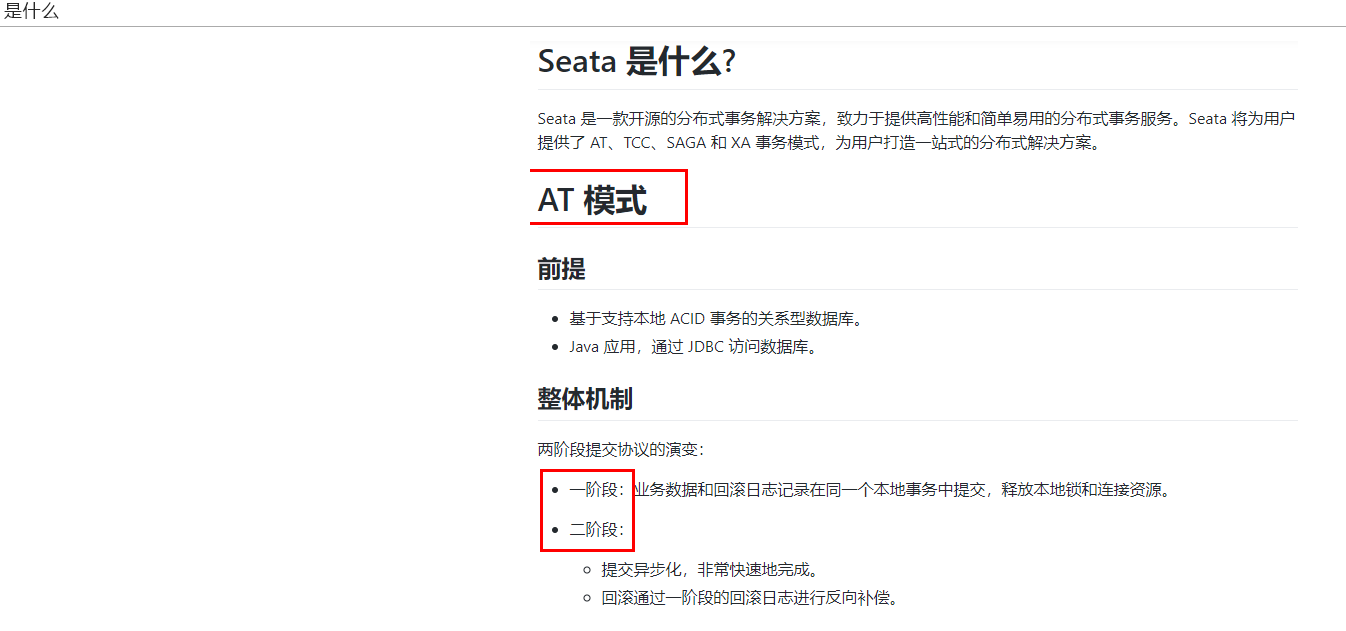 是什么
Seata 是什么?
Seata 是一款开源的分布式事务解决方案，致力于提供高性能和简单易用的分布式事务服务。Seata 将为用户
提供了 AT、TCC、SAGA 和 XA 事务模式，为用户打造一站式的分布式解决方案。
AT 模式
前提
• 基于支持本地 ACID 事务的关系型数据库。
• Java 应用，通过 JDBC 访问数据库。
整体机制
两阶段提交协议的演变：
• 一阶段：业务数据和回滚日志记录在同一个本地事务中提交，释放本地锁和连接资源。
• 二阶段：
◦ 提交异步化，非常快速地完成。
◦ 回滚通过一阶段的回滚日志进行反向补偿。